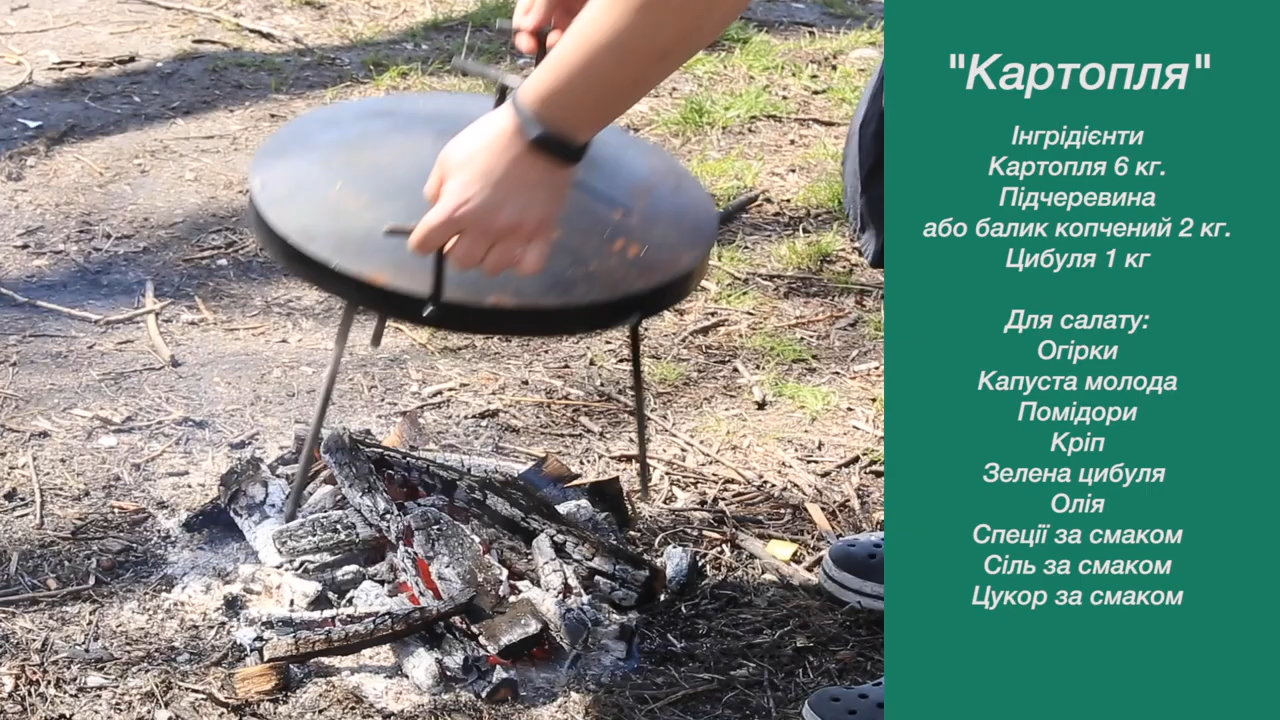 "Картопля"
Інгрідієнти
Картопля 6 кг.
Підчеревина
або балик копчений 2 кг.
Цибуля 1 кг
Для салату:
Огірки
Капуста молода
Помідори
Кріп
Зелена цибуля
Олія
Спеції за смаком
Сіль за смаком
Цукор за смаком